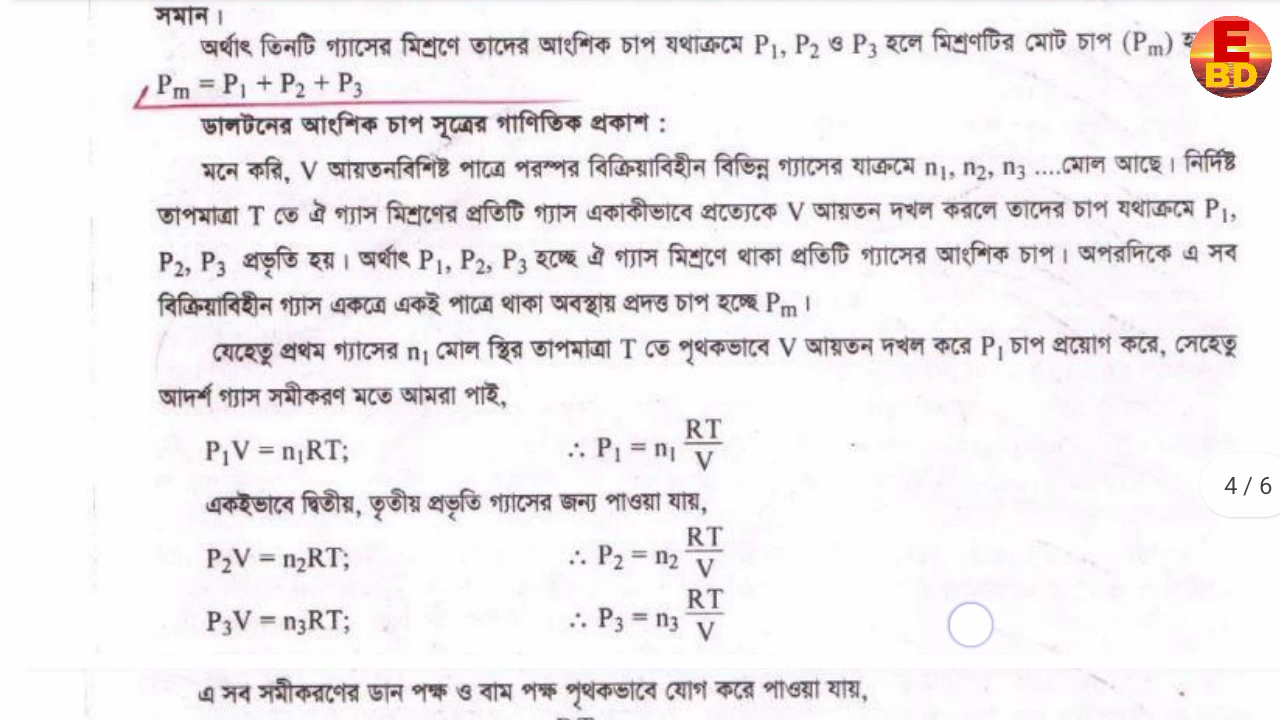 সমান।
অর্থাৎ তিনটি গ্যাসের মিশ্রণে তাদের আংশিক চাপ যথাক্রমে P₁, P₂ ও P₃ হলে মিশ্রণটির মোট চাপ (Pₘ)
Pₘ = P₁ + P₂ + P₃
ডালটনের আংশিক চাপ সূত্রের গাণিতিক প্রকাশ :
মনে করি, V আয়তনবিশিষ্ট পাত্রে পরস্পর বিক্রিয়াবিহীন বিভিন্ন গ্যাসের যাক্রমে n₁, n₂, n₃ ....মোল আছে। নির্দিষ্ট
তাপমাত্রা T তে ঐ গ্যাস মিশ্রণের প্রতিটি গ্যাস একাকীভাবে প্রত্যেকে V আয়তন দখল করলে তাদের চাপ যথাক্রমে P₁,
P₂, P₃ প্রভৃতি হয়। অর্থাৎ P₁, P₂, P₃ হচ্ছে ঐ গ্যাস মিশ্রণে থাকা প্রতিটি গ্যাসের আংশিক চাপ। অপরদিকে এ সব
বিক্রিয়াবিহীন গ্যাস একত্রে একই পাত্রে থাকা অবস্থায় প্রদত্ত চাপ হচ্ছে Pₘ।
যেহেতু প্রথম গ্যাসের n₁ মোল স্থির তাপমাত্রা T তে পৃথকভাবে V আয়তন দখল করে P₁ চাপ প্রয়োগ করে, সেহেতু
আদর্শ গ্যাস সমীকরণ মতে আমরা পাই,
P₁V = n₁RT; ∴ P₁ = n₁ RT/V
একইভাবে দ্বিতীয়, তৃতীয় প্রভৃতি গ্যাসের জন্য পাওয়া যায়,
P₂V = n₂RT; ∴ P₂ = n₂ RT/V
P₃V = n₃RT; ∴ P₃ = n₃ RT/V
এ সব সমীকরণের ডান পক্ষ ও বাম পক্ষ পৃথকভাবে যোগ করে পাওয়া যায়,
4 / 6
E
BD